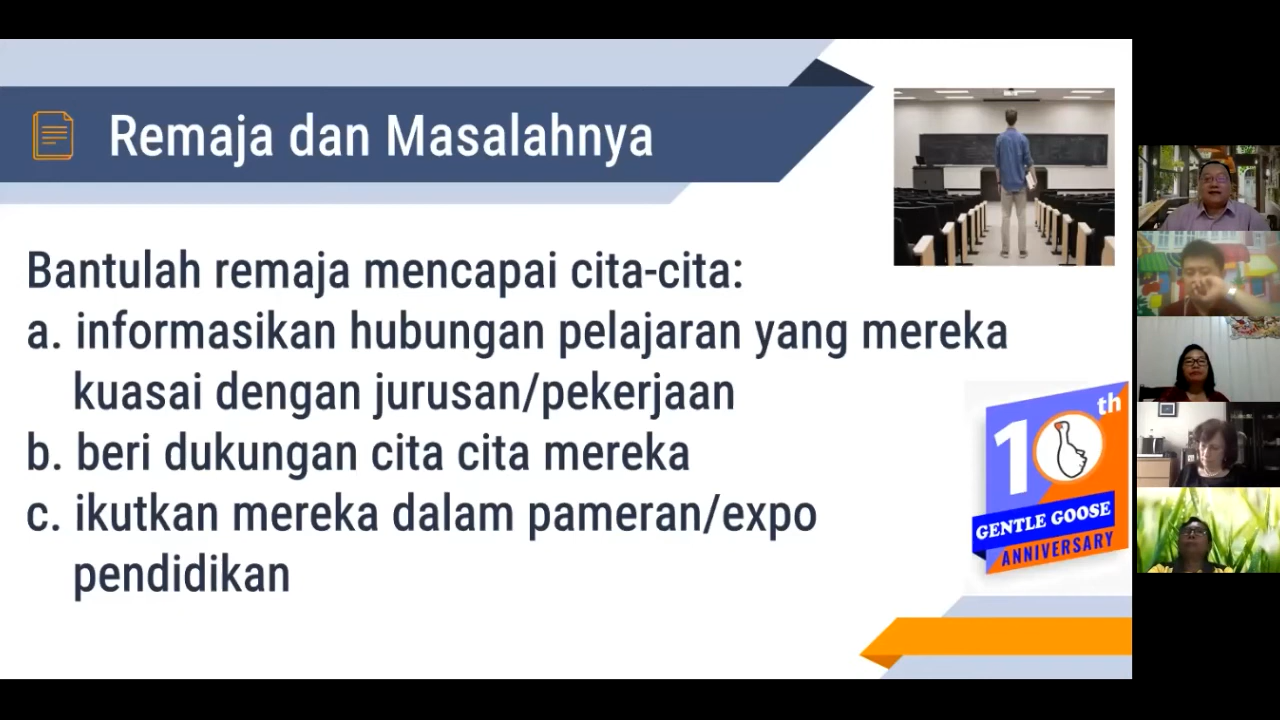 Remaja dan Masalahnya
Bantulah remaja mencapai cita-cita:
a. informasikan hubungan pelajaran yang mereka
kuasai dengan jurusan/pekerjaan
b. beri dukungan cita cita mereka
c. ikutkan mereka dalam pameran/expo
pendidikan
10th
GENTLE GOOSE
ANNIVERSARY